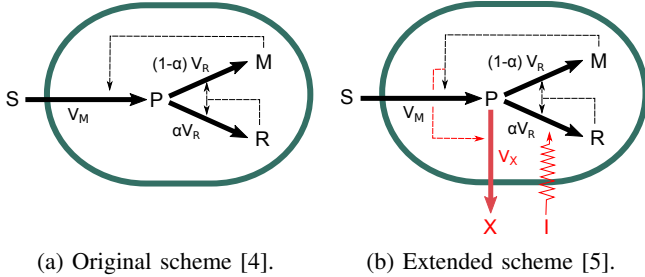 (1-α) V_R
M
S
V_M
P
αV_R
R
(1-α) V_R
M
S
V_M
P
αV_R
R
V_X
X
I
(a) Original scheme [4].
(b) Extended scheme [5].